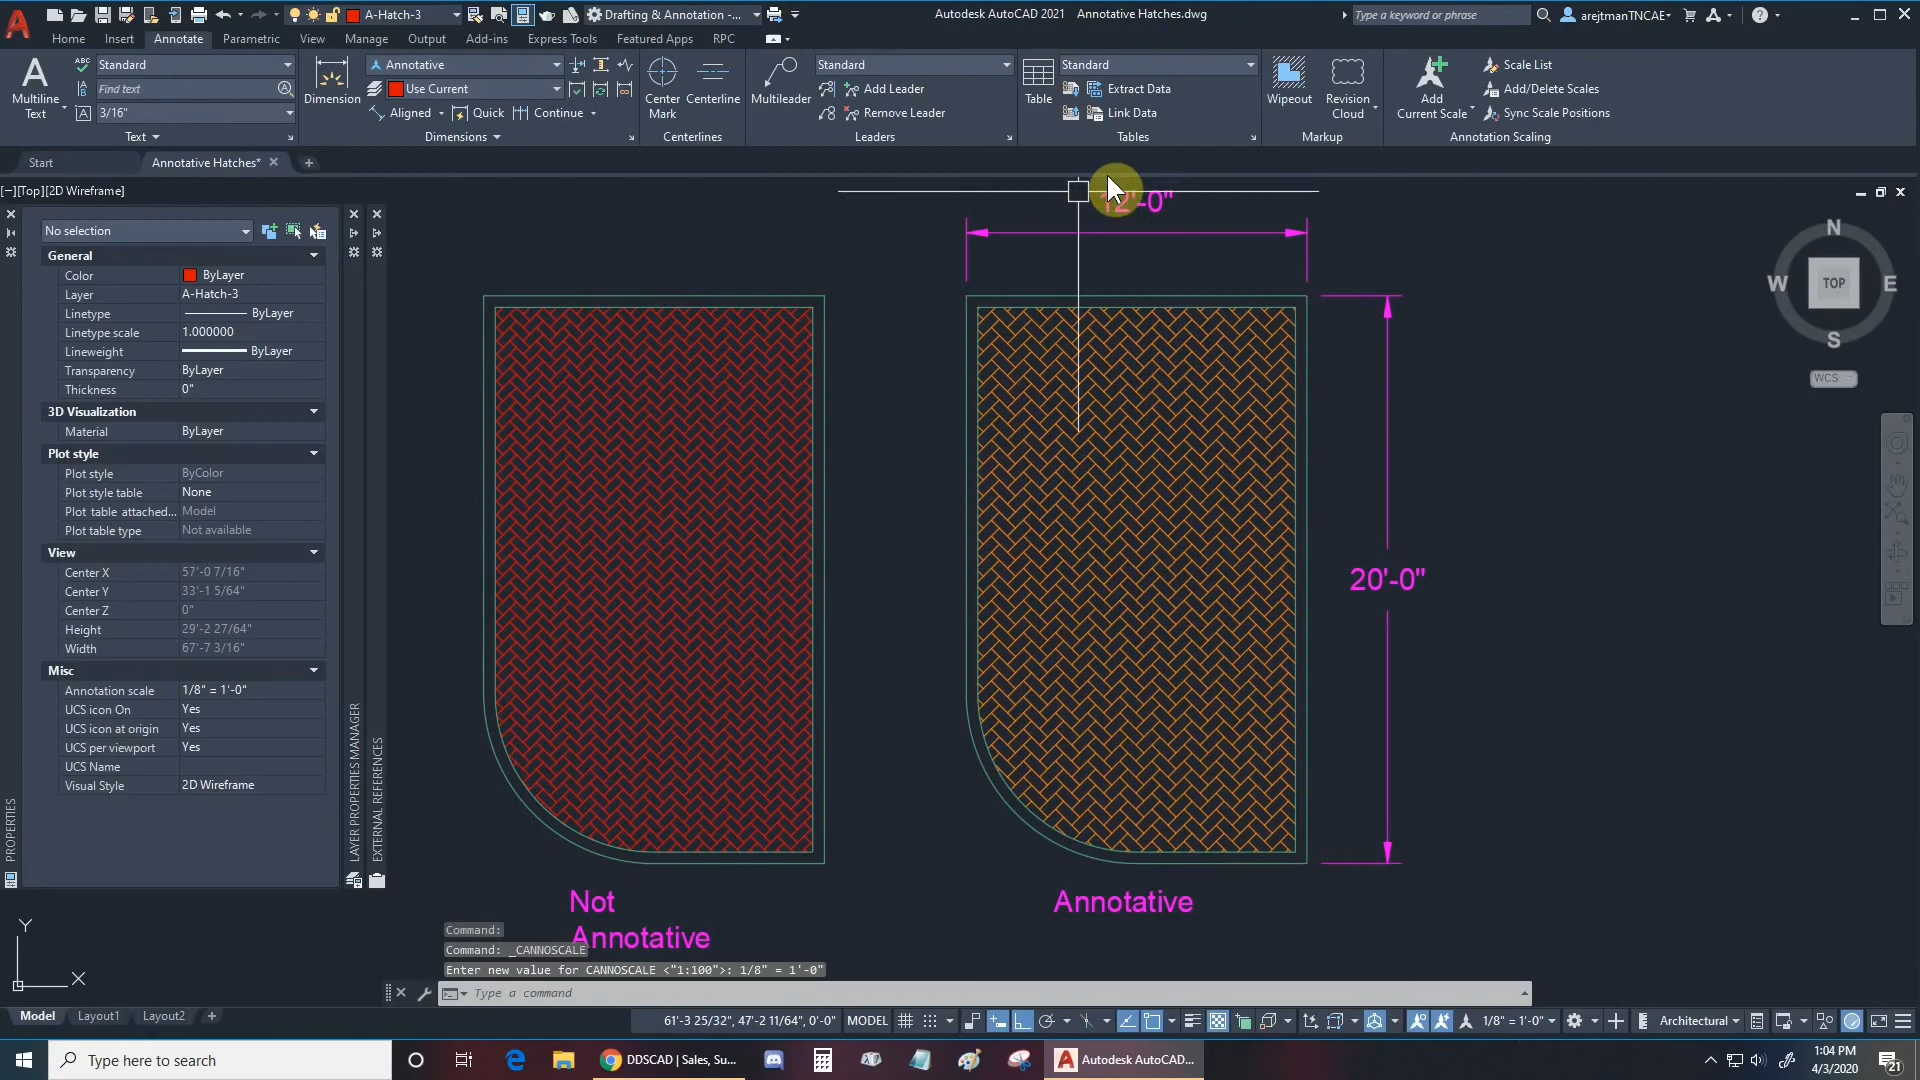 A-Hatch-3
Drafting & Annotation -...
Autodesk AutoCAD 2021   Annotative Hatches.dwg
Type a keyword or phrase
arejtmanTNCAE
Home Insert Annotate Parametric View Manage Output Add-ins Express Tools Featured Apps RPC
Multiline
Text
ABC
Standard
Find text
3/16"
Text
Dimension
Annotative
Use Current
Aligned
Quick
Continue
Dimensions
Center
Mark
Centerline
Centerlines
Multileader
Standard
Add Leader
Remove Leader
Leaders
Table
Standard
Extract Data
Link Data
Tables
Wipeout
Revision
Cloud
Markup
Add
Current Scale
Scale List
Add/Delete Scales
Sync Scale Positions
Annotation Scaling
Start
Annotative Hatches*
[−][Top][2D Wireframe]
No selection
General
Color ByLayer
Layer A-Hatch-3
Linetype ByLayer
Linetype scale 1.000000
Lineweight ByLayer
Transparency ByLayer
Thickness 0"
3D Visualization
Material ByLayer
Plot style
Plot style ByColor
Plot style table None
Plot table attached... Model
Plot table type Not available
View
Center X 57'-0 7/16"
Center Y 33'-1 5/64"
Center Z 0"
Height 29'-2 27/64"
Width 67'-7 3/16"
Misc
Annotation scale 1/8" = 1'-0"
UCS icon On Yes
UCS icon at origin Yes
UCS per viewport Yes
UCS Name
Visual Style 2D Wireframe
PROPERTIES
LAYER PROPERTIES MANAGER
EXTERNAL REFERENCES
12'-0"
20'-0"
Not
Annotative
Annotative
N
W TOP E
S
WCS
Y
X
Command:
Command: _CANNOSCALE
Enter new value for CANNOSCALE <"1:100">: 1/8" = 1'-0"
Type a command
Model Layout1 Layout2
61'-3 25/32", 47'-2 11/64", 0'-0" MODEL
1/8" = 1'-0"
Architectural
Type here to search
DDSCAD | Sales, Su...
Autodesk AutoCAD...
1:04 PM
4/3/2020
21